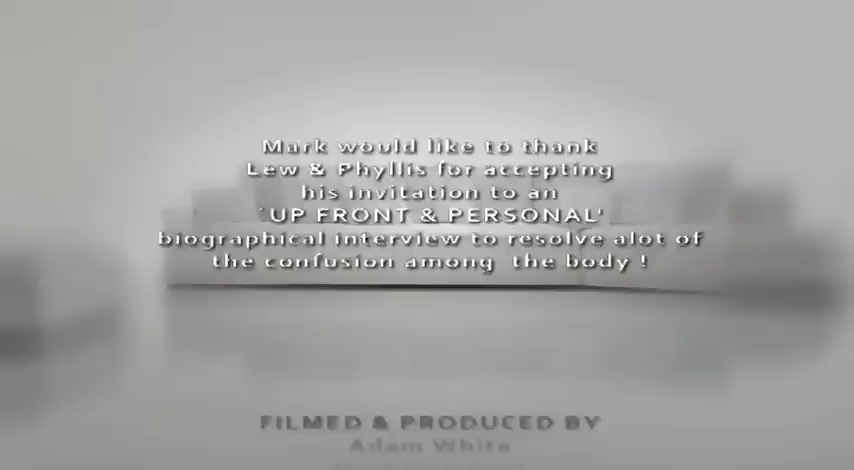 Mark would like to thank
Lew & Phyllis for accepting
his invitation to an
`UP FRONT & PERSONAL'
biographical interview to resolve alot of
the confusion among the body !
FILMED & PRODUCED BY
Adam White